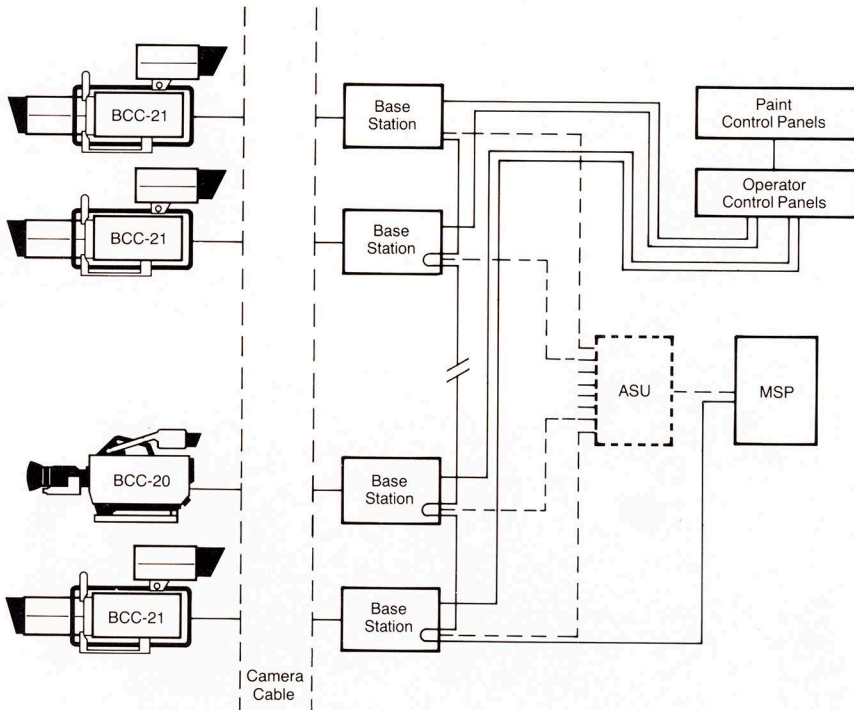 BCC-21
Base
Station
Paint
Control Panels
BCC-21
Base
Station
Operator
Control Panels
ASU
MSP
BCC-20
Base
Station
BCC-21
Base
Station
Camera
Cable